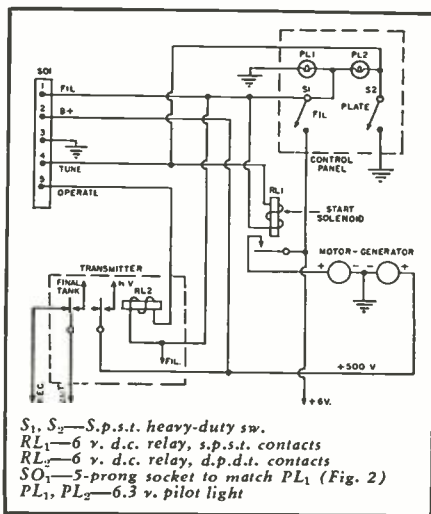 SO1
1
FIL
2
B+
3
4
TUNE
5
OPERATE
PL1
PL2
S1
FIL
S2
PLATE
CONTROL
PANEL
RL1
START
SOLENOID
MOTOR-GENERATOR
+ - - +
TRANSMITTER
FINAL
TANK
h V
RL2
FIL.
+500 V
+6V.
S₁, S₂—S.p.s.t. heavy-duty sw.
RL₁—6 v. d.c. relay, s.p.s.t. contacts
RL₂—6 v. d.c. relay, d.p.d.t. contacts
SO₁—5-prong socket to match PL₁ (Fig. 2)
PL₁, PL₂—6.3 v. pilot light